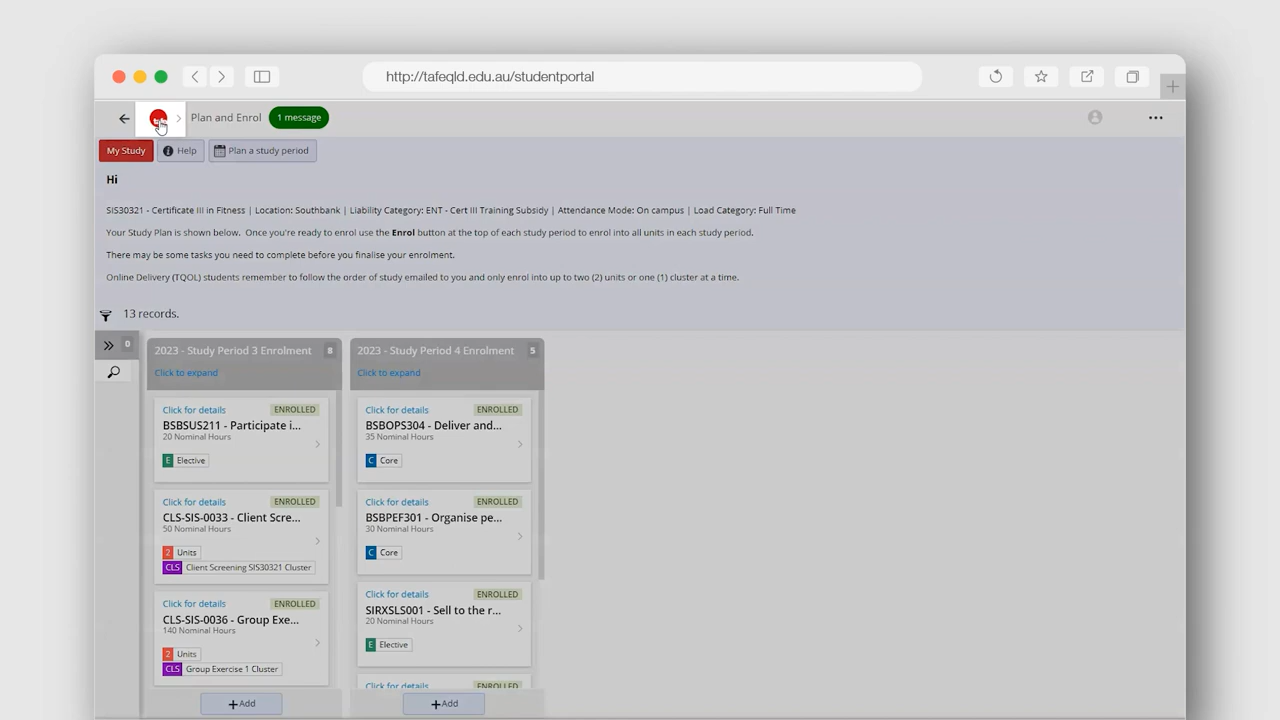 http://tafeqld.edu.au/studentportal
Plan and Enrol
1 message
My Study
Help
Plan a study period
Hi
SIS30321 - Certificate III in Fitness | Location: Southbank | Liability Category: ENT - Cert III Training Subsidy | Attendance Mode: On campus | Load Category: Full Time
Your Study Plan is shown below. Once you're ready to enrol use the Enrol button at the top of each study period to enrol into all units in each study period.
There may be some tasks you need to complete before you finalise your enrolment.
Online Delivery (TQOL) students remember to follow the order of study emailed to you and only enrol into up to two (2) units or one (1) cluster at a time.
13 records.
0
2023 - Study Period 3 Enrolment 8
Click to expand
Click for details ENROLLED
BSBSUS211 - Participate i...
20 Nominal Hours
E Elective
Click for details ENROLLED
CLS-SIS-0033 - Client Scre...
50 Nominal Hours
2 Units
CLS Client Screening SIS30321 Cluster
Click for details ENROLLED
CLS-SIS-0036 - Group Exe...
140 Nominal Hours
2 Units
CLS Group Exercise 1 Cluster
+Add
2023 - Study Period 4 Enrolment 5
Click to expand
Click for details ENROLLED
BSBOPS304 - Deliver and...
35 Nominal Hours
C Core
Click for details ENROLLED
BSBPEF301 - Organise pe...
30 Nominal Hours
C Core
Click for details ENROLLED
SIRXSLS001 - Sell to the r...
20 Nominal Hours
E Elective
Click for details ENROLLED
+Add